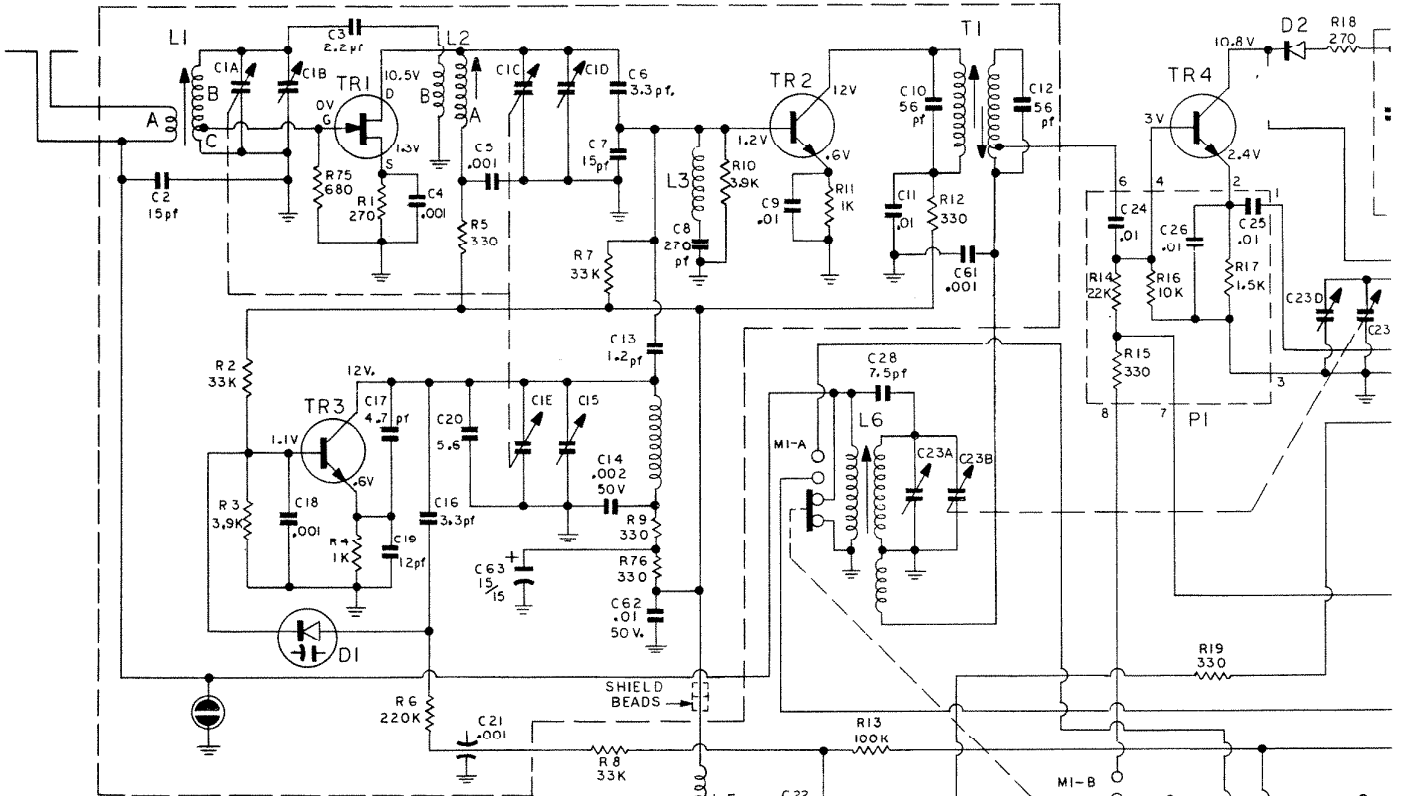 L1
C1A
B
C1B
A
C
C3
2.2pf
L2
10.5V
TR1
D
0V
G
1.3V
S
B
A
C2
15pf
R75
680
R1
270
C4
.001
C5
.001
R5
330
C1C
C1D
C6
3.3pf.
C7
15pf
L3
C8
270
pf
R10
3.9K
R7
33K
TR2
12V
1.2V
.6V
C9
.01
R11
1K
C10
56
pf
C11
.01
R12
330
T1
C12
56
pf
C61
.001
D2
R18
270
10.8V
TR4
3V
2.4V
6
4
2
1
C24
.01
C26
.01
C25
.01
R14
22K
R16
10K
R17
1.5K
R15
330
8
7
P1
3
C23D
C23
R2
33K
12V.
TR3
1.1V
.6V
C17
4.7 pf
C20
5.6
C1E
C15
C13
1.2pf
C14
.002
50V
R3
3.9K
C18
.001
R4
1K
C19
12pf
C16
3.3pf
R9
330
R76
330
C63
15/15
+
C62
.01
50V.
D1
C28
7.5pf
L6
M1-A
C23A
C23B
SHIELD
BEADS
R6
220K
C21
.001
R8
33K
R13
100K
R19
330
M1-B
C22